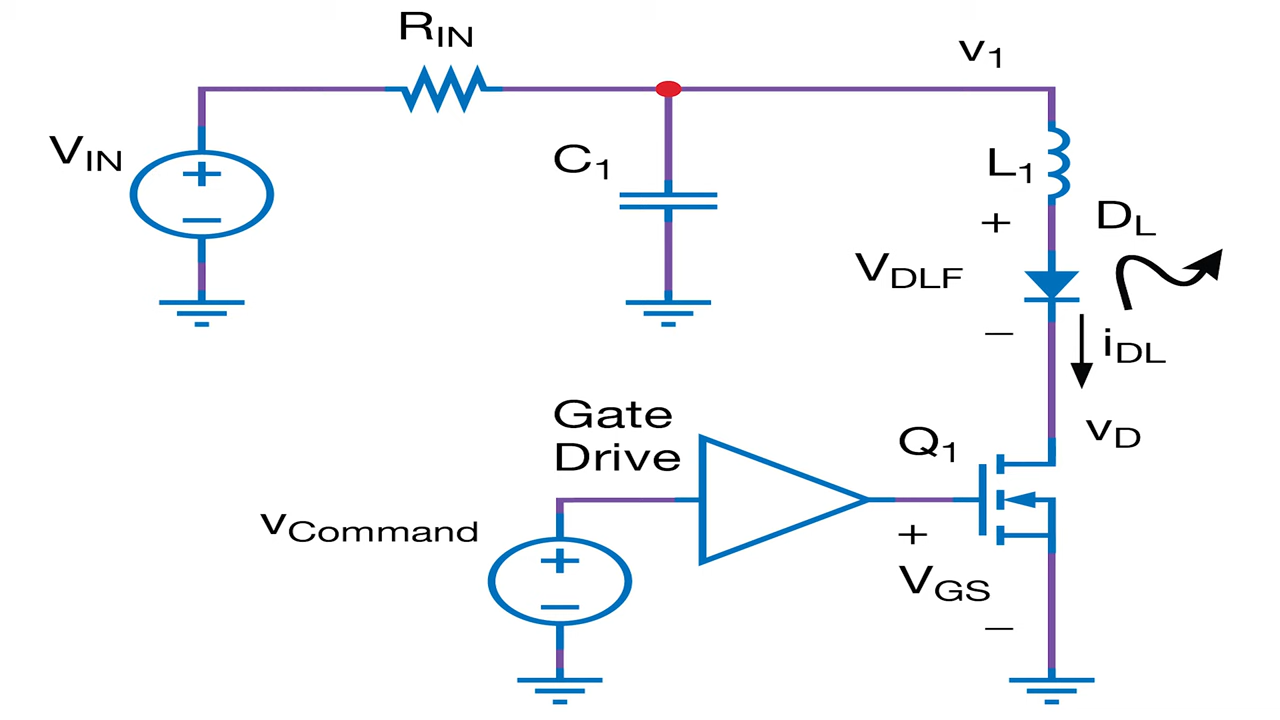 RIN
v1
VIN
+
−
C1
L1
+
DL
VDLF
−
iDL
Gate
Drive
Q1
vD
vCommand
+
−
+
VGS
−